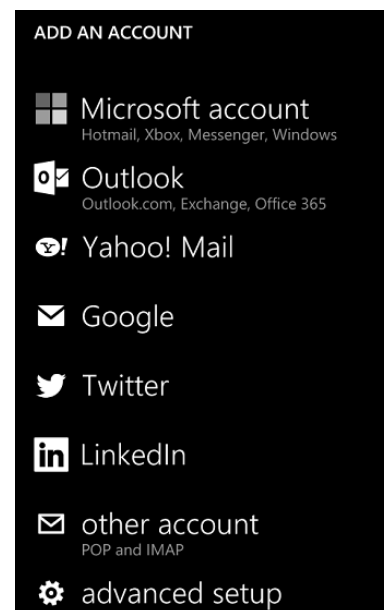 ADD AN ACCOUNT
Microsoft account
Hotmail, Xbox, Messenger, Windows
Outlook
Outlook.com, Exchange, Office 365
Yahoo! Mail
Google
Twitter
in LinkedIn
other account
POP and IMAP
advanced setup